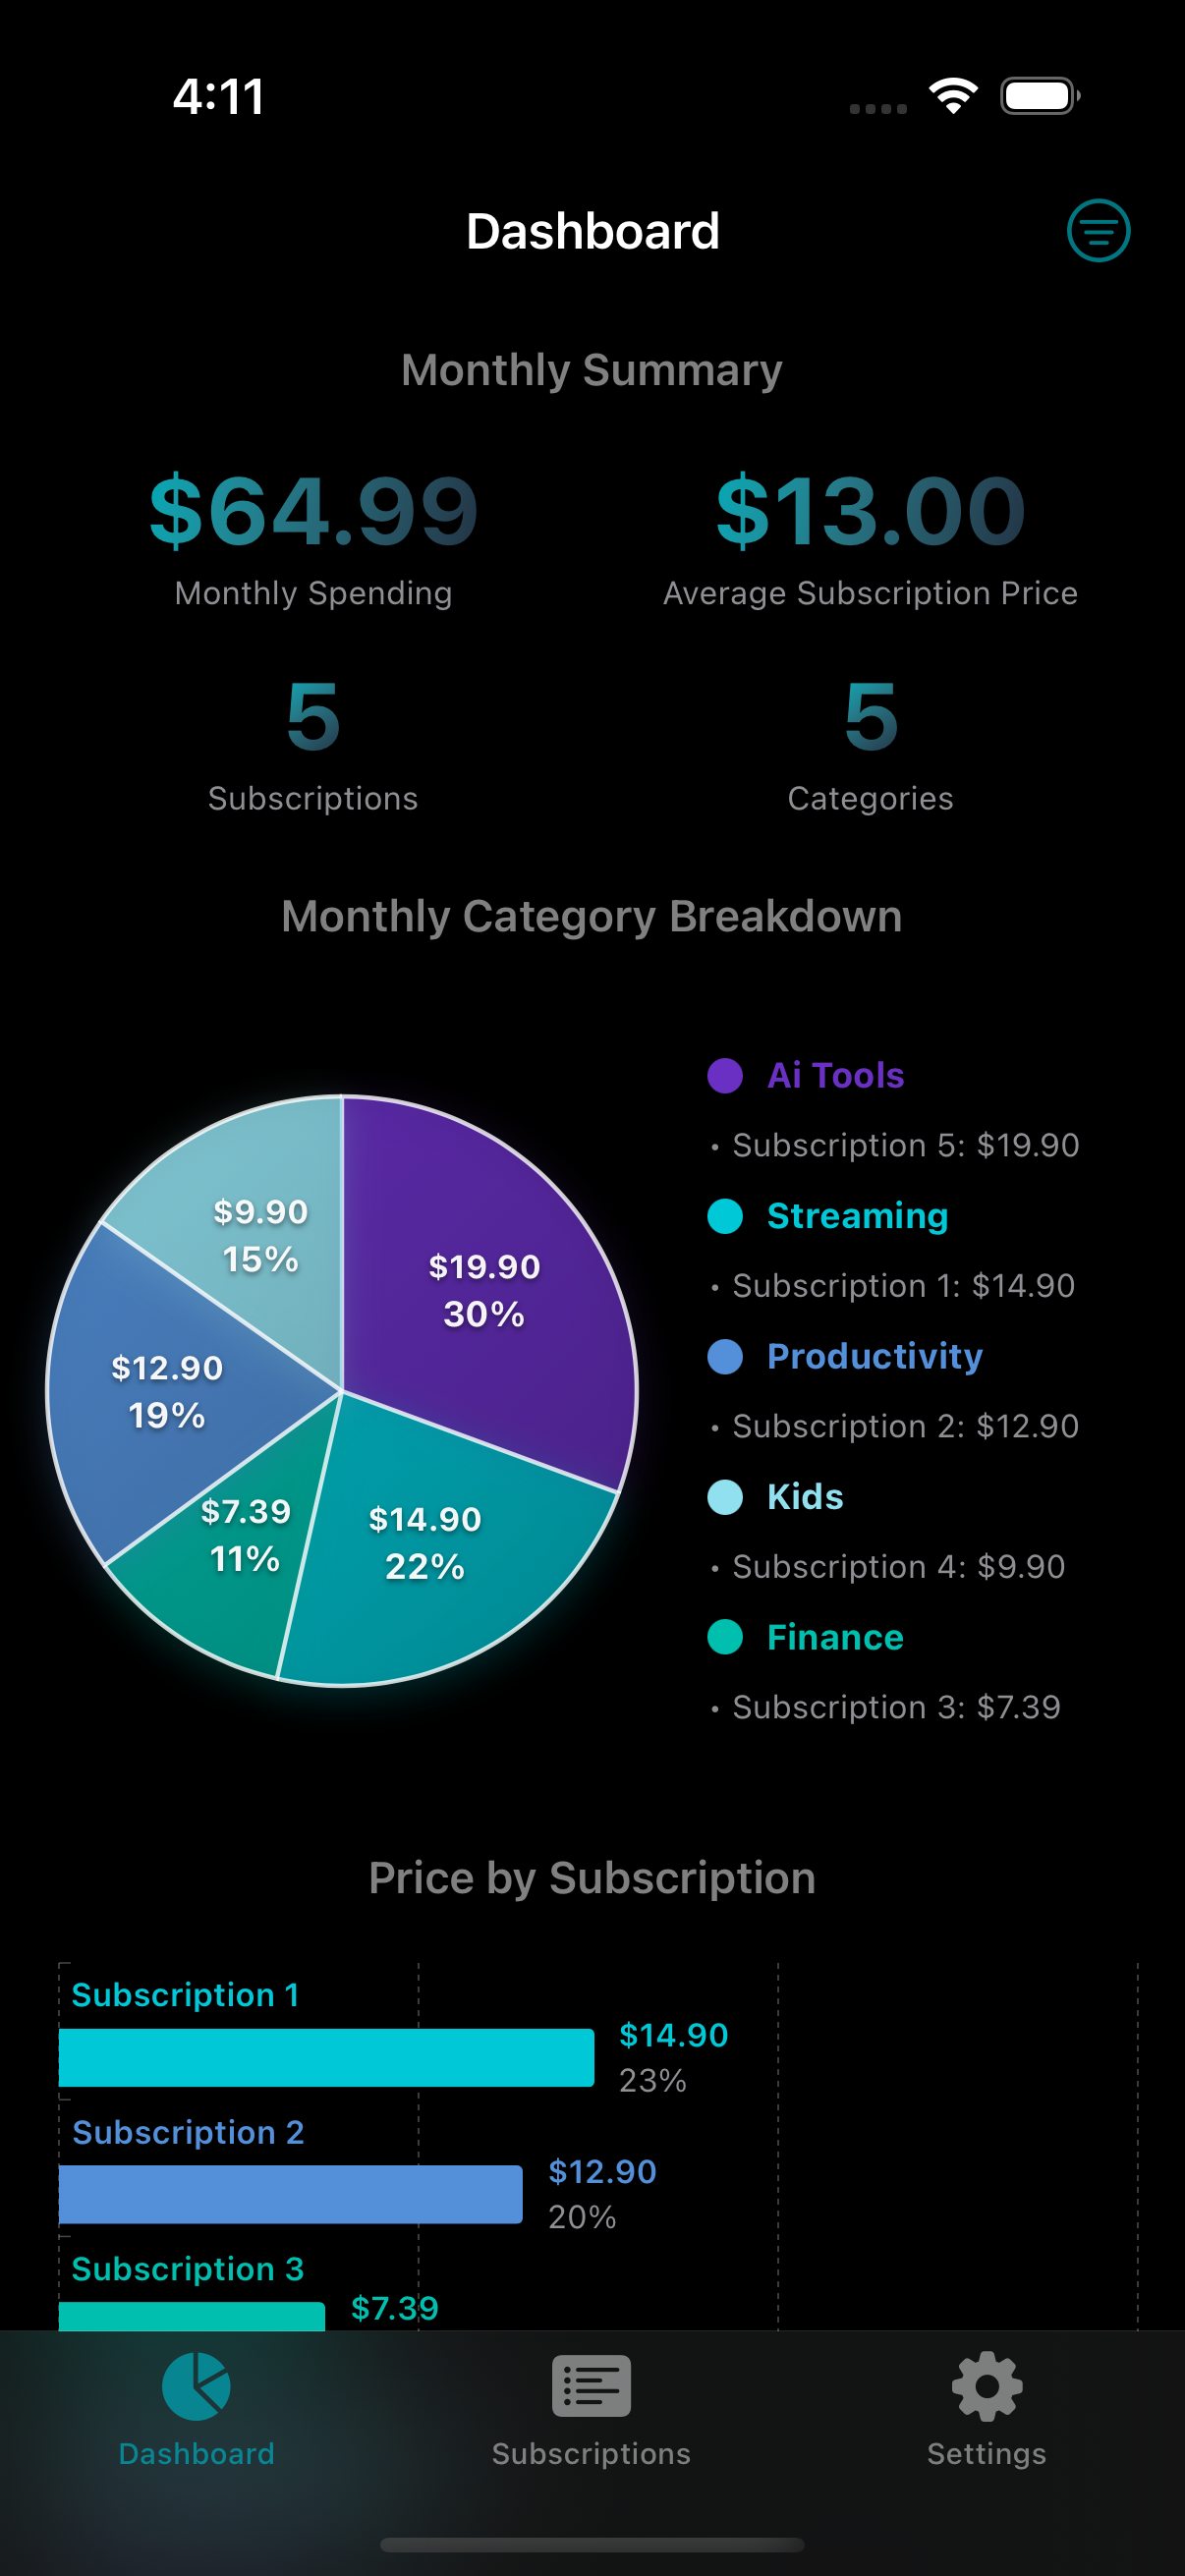 4:11
Dashboard
Monthly Summary
$64.99
Monthly Spending
$13.00
Average Subscription Price
5
Subscriptions
5
Categories
Monthly Category Breakdown
$9.90
15%
$19.90
30%
$12.90
19%
$7.39
11%
$14.90
22%
Ai Tools
• Subscription 5: $19.90
Streaming
• Subscription 1: $14.90
Productivity
• Subscription 2: $12.90
Kids
• Subscription 4: $9.90
Finance
• Subscription 3: $7.39
Price by Subscription
Subscription 1
$14.90
23%
Subscription 2
$12.90
20%
Subscription 3
$7.39
Dashboard
Subscriptions
Settings